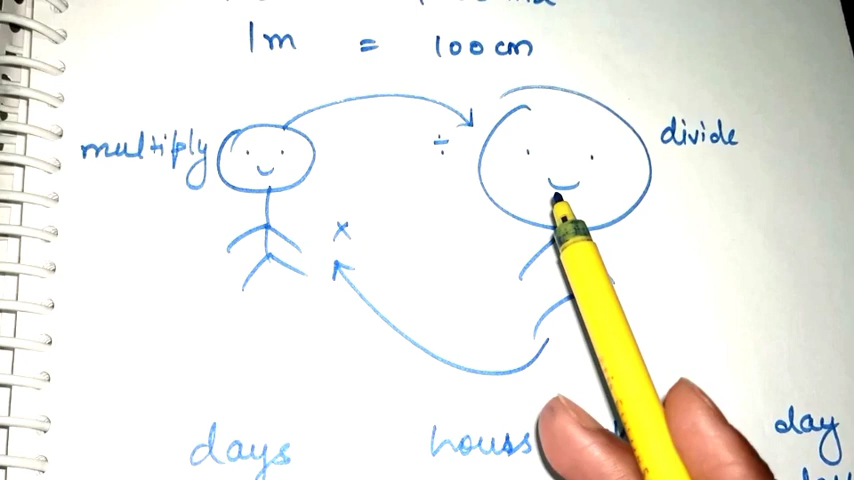 1m = 100cm
multiply ÷ divide
×
days hours day